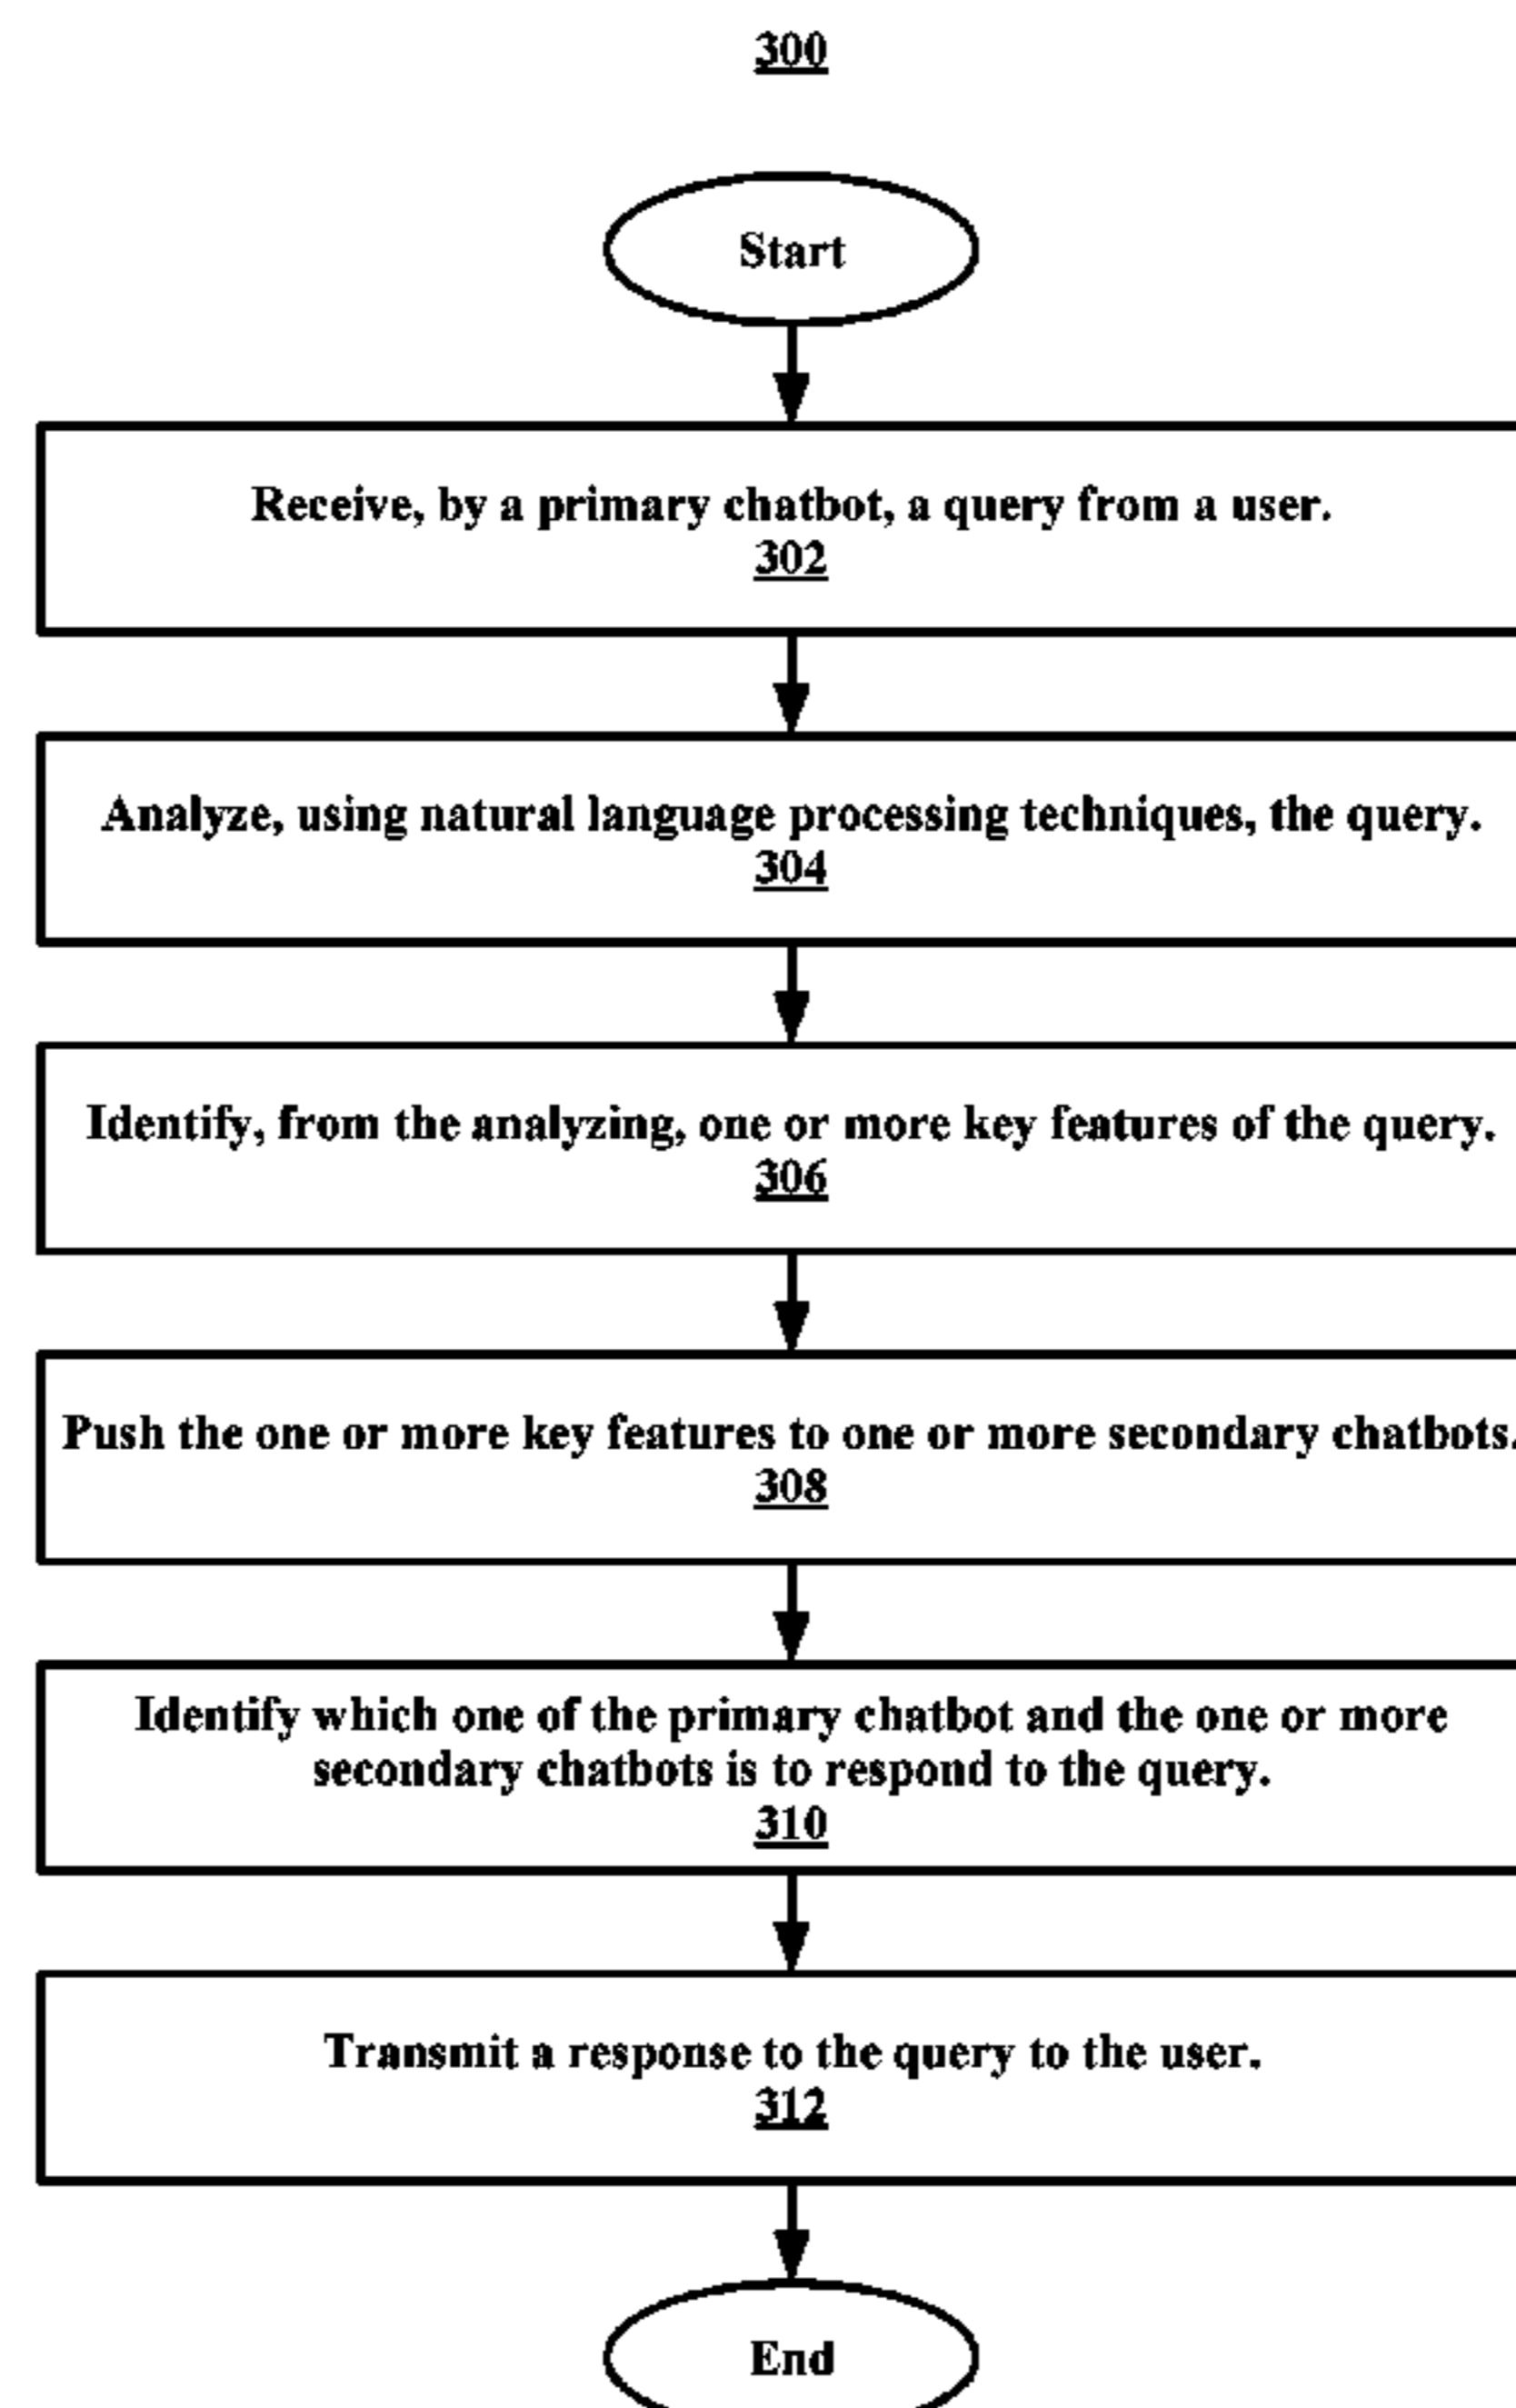 300
Start
Receive, by a primary chatbot, a query from a user.
302
Analyze, using natural language processing techniques, the query.
304
Identify, from the analyzing, one or more key features of the query.
306
Push the one or more key features to one or more secondary chatbots.
308
Identify which one of the primary chatbot and the one or more
secondary chatbots is to respond to the query.
310
Transmit a response to the query to the user.
312
End